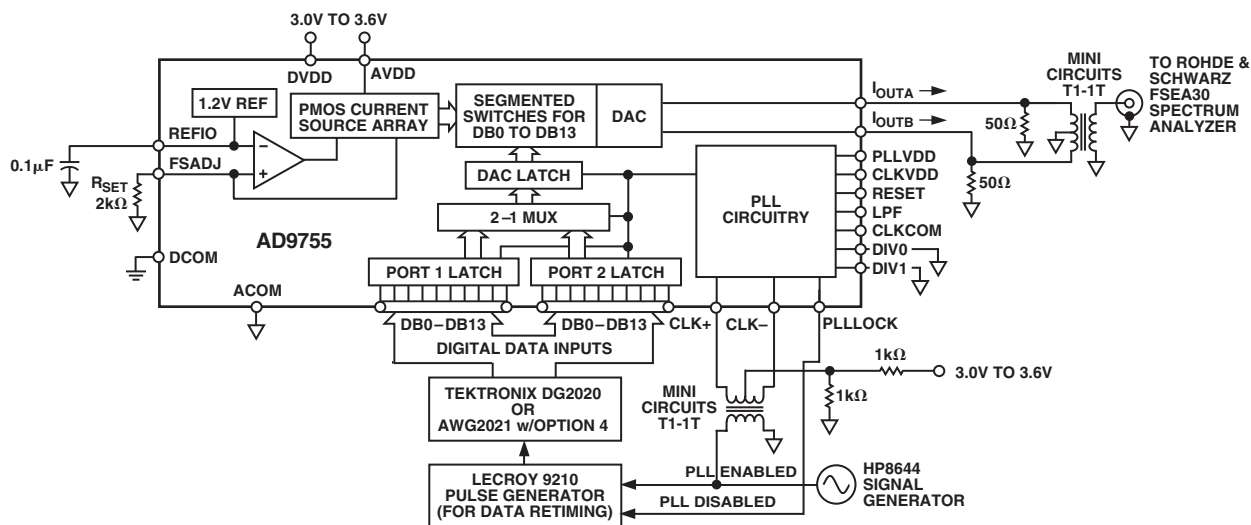 3.0V TO 3.6V
DVDD
AVDD
1.2V REF
PMOS CURRENT
SOURCE ARRAY
SEGMENTED
SWITCHES FOR
DB0 TO DB13
DAC
REFIO
FSADJ
0.1µF
RSET
2kΩ
DAC LATCH
2–1 MUX
AD9755
DCOM
ACOM
PORT 1 LATCH
PORT 2 LATCH
PLL
CIRCUITRY
IOUTA
IOUTB
50Ω
50Ω
MINI
CIRCUITS
T1-1T
TO ROHDE &
SCHWARZ
FSEA30
SPECTRUM
ANALYZER
PLLVDD
CLKVDD
RESET
LPF
CLKCOM
DIV0
DIV1
DB0–DB13
DB0–DB13
CLK+
CLK–
PLLLOCK
DIGITAL DATA INPUTS
1kΩ
3.0V TO 3.6V
1kΩ
TEKTRONIX DG2020
OR
AWG2021 w/OPTION 4
MINI
CIRCUITS
T1-1T
LECROY 9210
PULSE GENERATOR
(FOR DATA RETIMING)
PLL ENABLED
PLL DISABLED
HP8644
SIGNAL
GENERATOR